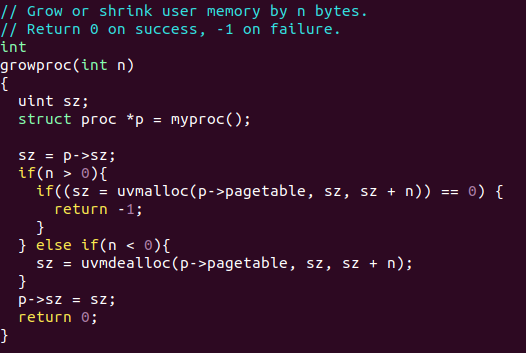 // Grow or shrink user memory by n bytes.
// Return 0 on success, -1 on failure.
int
growproc(int n)
{
  uint sz;
  struct proc *p = myproc();

  sz = p->sz;
  if(n > 0){
    if((sz = uvmalloc(p->pagetable, sz, sz + n)) == 0) {
      return -1;
    }
  } else if(n < 0){
    sz = uvmdealloc(p->pagetable, sz, sz + n);
  }
  p->sz = sz;
  return 0;
}